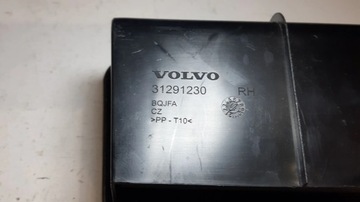 VOLVO
31291230 RH
BQJFA
CZ
>PP - T10<